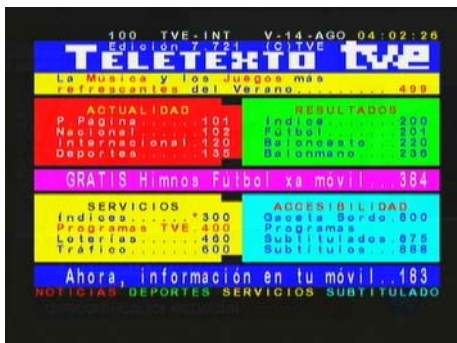 100 TVE-INT V-14-AGO 04:02:26
Edición 7.721 (C)TVE
TELETEXTO tve
La Música y los Juegos más
refrescantes del Verano......... 499
ACTUALIDAD
P.Página.....101
Nacional.....102
Internacional.120
Deportes.....135
RESULTADOS
índice.......200
Fútbol.......201
Baloncesto...220
Balonmano....236
GRATIS Himnos Fútbol xa móvil...384
SERVICIOS
índices.....*300
Programas TVE.400
Loterías.....460
Tráfico......600
ACCESIBILIDAD
Gaceta Sordo.800
Programas
Subtitulados.875
Subtítulos...888
Ahora, información en tu móvil..183
NOTICIAS DEPORTES SERVICIOS SUBTITULADO